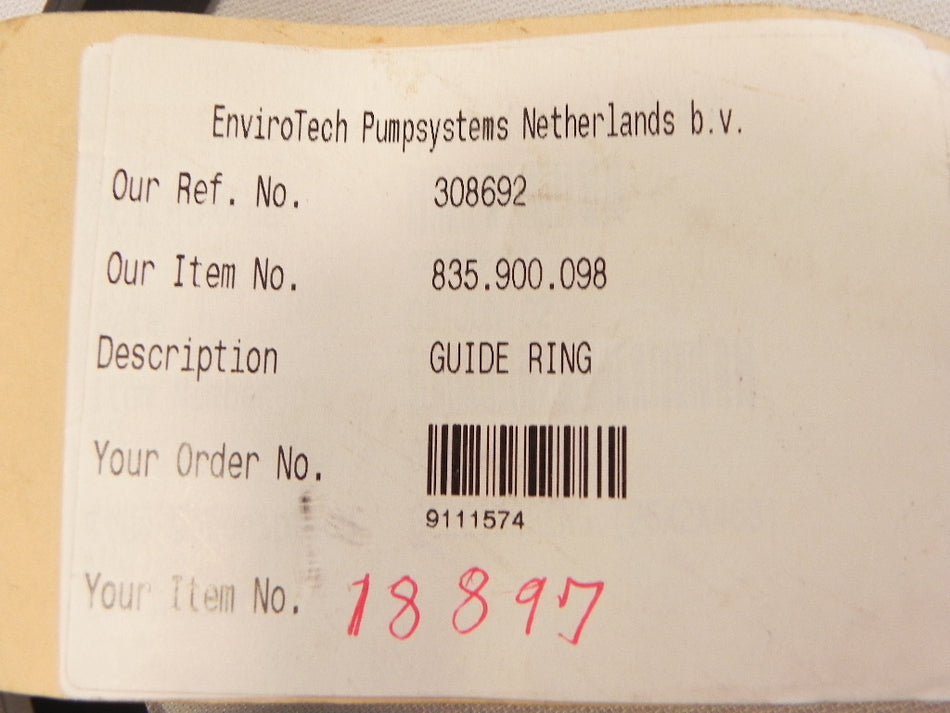 EnviroTech Pumpsystems Netherlands b.v.
Our Ref. No. 308692
Our Item No. 835.900.098
Description GUIDE RING
Your Order No.
9111574
Your Item No. 18897